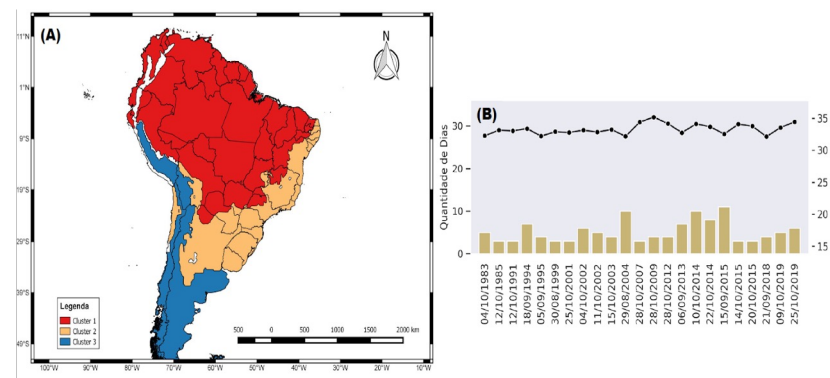 (A)
N
11°N
1°N
9°S
19°S
29°S
39°S
49°S
Legenda
Cluster 1
Cluster 2
Cluster 3
500 0 500 1000 1500 2000 km
100°W 90°W 80°W 70°W 60°W 50°W 40°W 30°W 20°W 10°W
(B)
Quantidade de Dias
30
20
10
0
35
30
25
20
15
04/10/1983
12/10/1985
12/10/1991
18/09/1994
05/09/1995
30/08/1999
25/10/2001
04/10/2002
11/10/2002
15/10/2003
29/08/2004
28/10/2007
28/10/2009
28/10/2012
06/09/2013
10/10/2014
22/10/2014
15/09/2015
14/10/2015
20/10/2015
21/09/2018
09/10/2019
25/10/2019